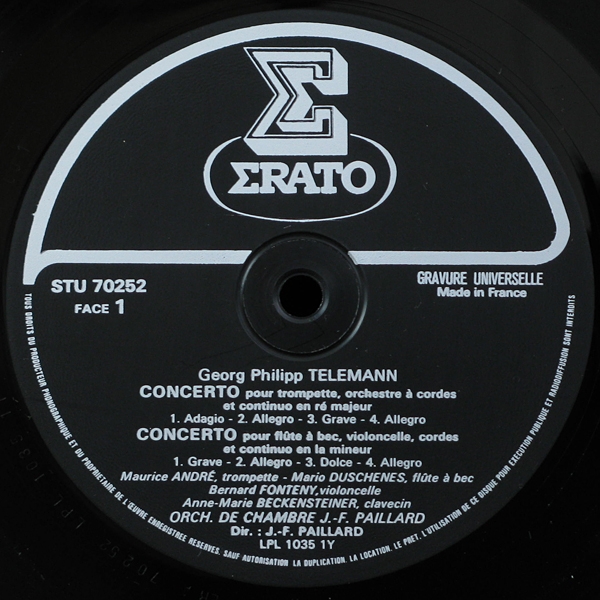 ΣRATO
STU 70252
FACE 1
GRAVURE UNIVERSELLE
Made in France
Georg Philipp TELEMANN
CONCERTO pour trompette, orchestre à cordes
et continuo en ré majeur
1. Adagio - 2. Allegro - 3. Grave - 4. Allegro
CONCERTO pour flûte à bec, violoncelle, cordes
et continuo en la mineur
1. Grave - 2. Allegro - 3. Dolce - 4. Allegro
Maurice ANDRÉ, trompette - Mario DUSCHENES, flûte à bec
Bernard FONTENY, violoncelle
Anne-Marie BECKENSTEINER, clavecin
ORCH. DE CHAMBRE J.-F. PAILLARD
Dir. : J.-F. PAILLARD
LPL 1035 1Y
TOUS DROITS DU PRODUCTEUR PHONOGRAPHIQUE ET DU PROPRIETAIRE DE L'ŒUVRE ENREGISTREE RESERVES. SAUF AUTORISATION LA DUPLICATION, LA LOCATION, LE PRET, L'UTILISATION DE CE DISQUE POUR EXECUTION PUBLIQUE ET RADIODIFFUSION SONT INTERDITS